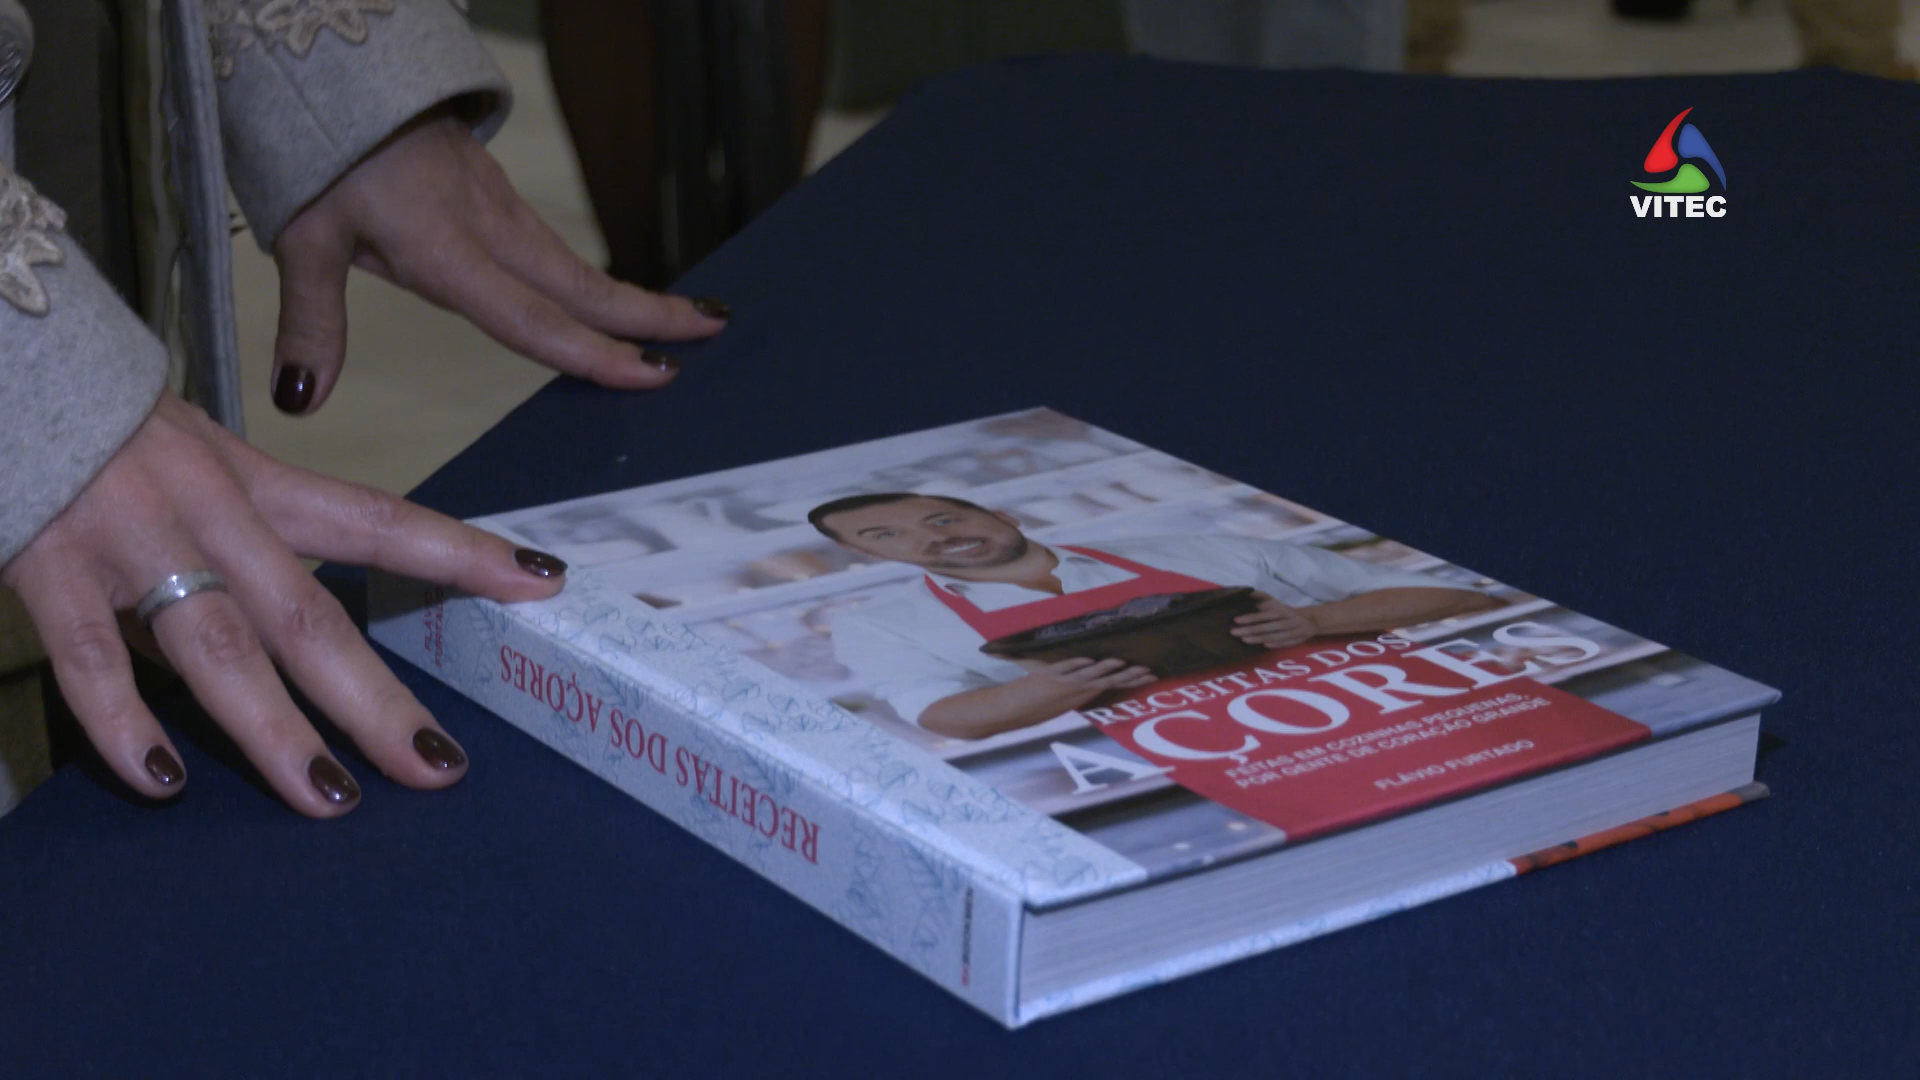 VITEC
RECEITAS DOS
AÇORES
FEITAS EM COZINHAS PEQUENAS,
POR GENTE DE CORAÇÃO GRANDE
FLÁVIO FURTADO
FLÁVIO
FURTADO
RECEITAS DOS AÇORES